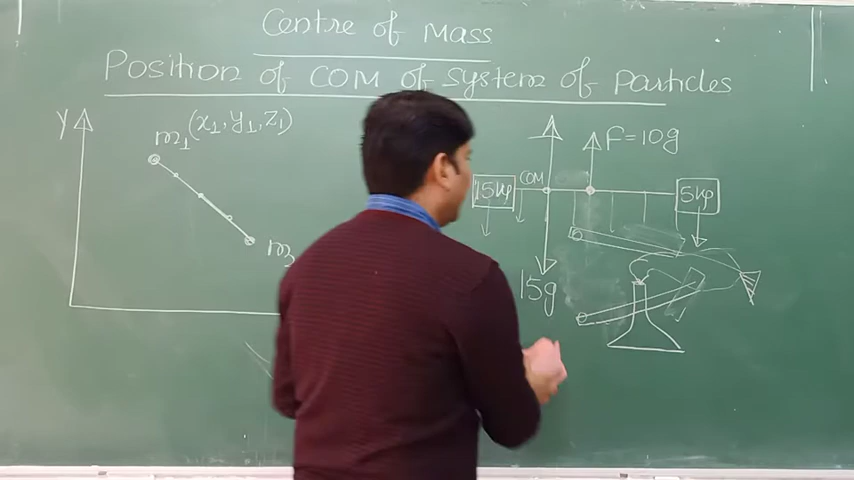 Centre of Mass
Position of COM of System of Particles
Y
m₁ (x₁, y₁, z₁)
F=10g
15kg
COM
5kg
15g